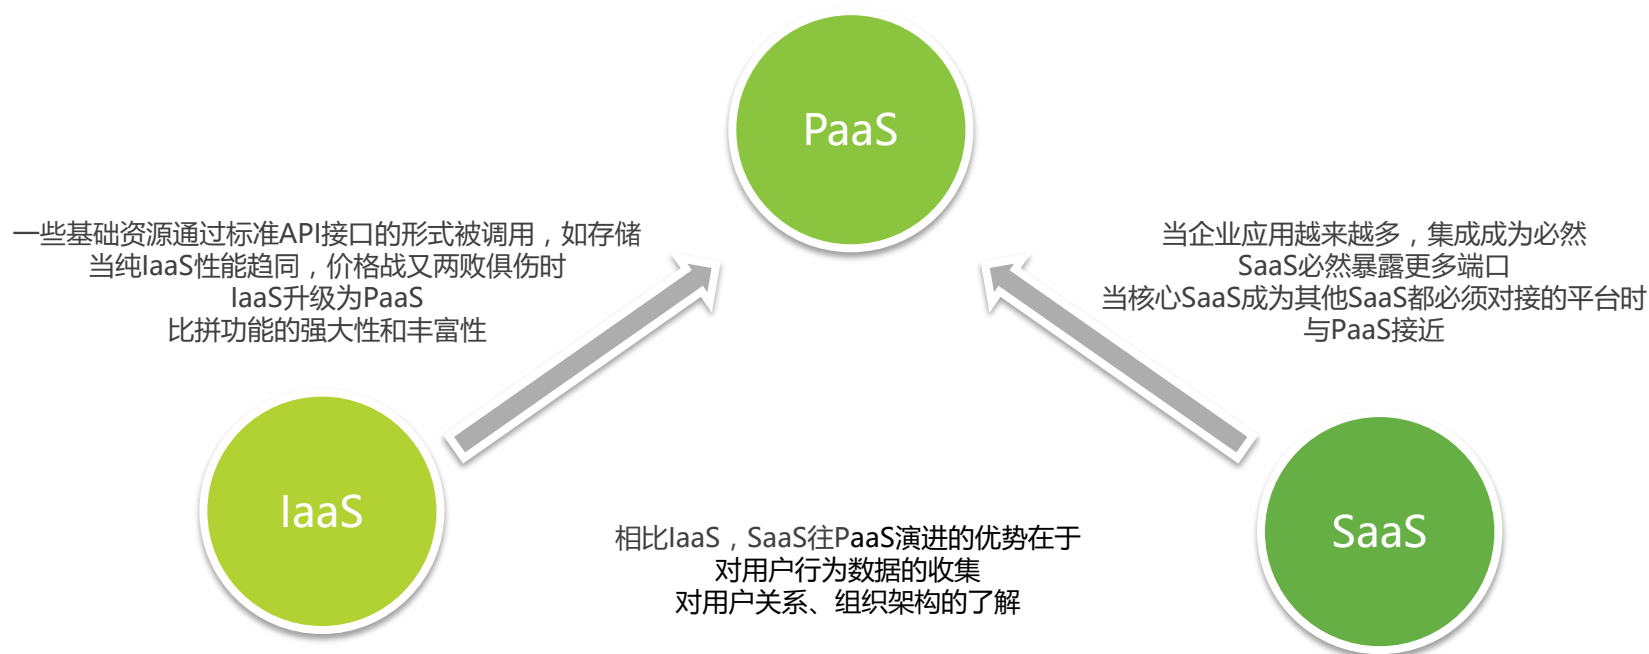 PaaS
一些基础资源通过标准API接口的形式被调用，如存储
当纯IaaS性能趋同，价格战又两败俱伤时
IaaS升级为PaaS
比拼功能的强大性和丰富性
当企业应用越来越多，集成成为必然
SaaS必然暴露更多端口
当核心SaaS成为其他SaaS都必须对接的平台时
与PaaS接近
IaaS
SaaS
相比IaaS，SaaS往PaaS演进的优势在于
对用户行为数据的收集
对用户关系、组织架构的了解